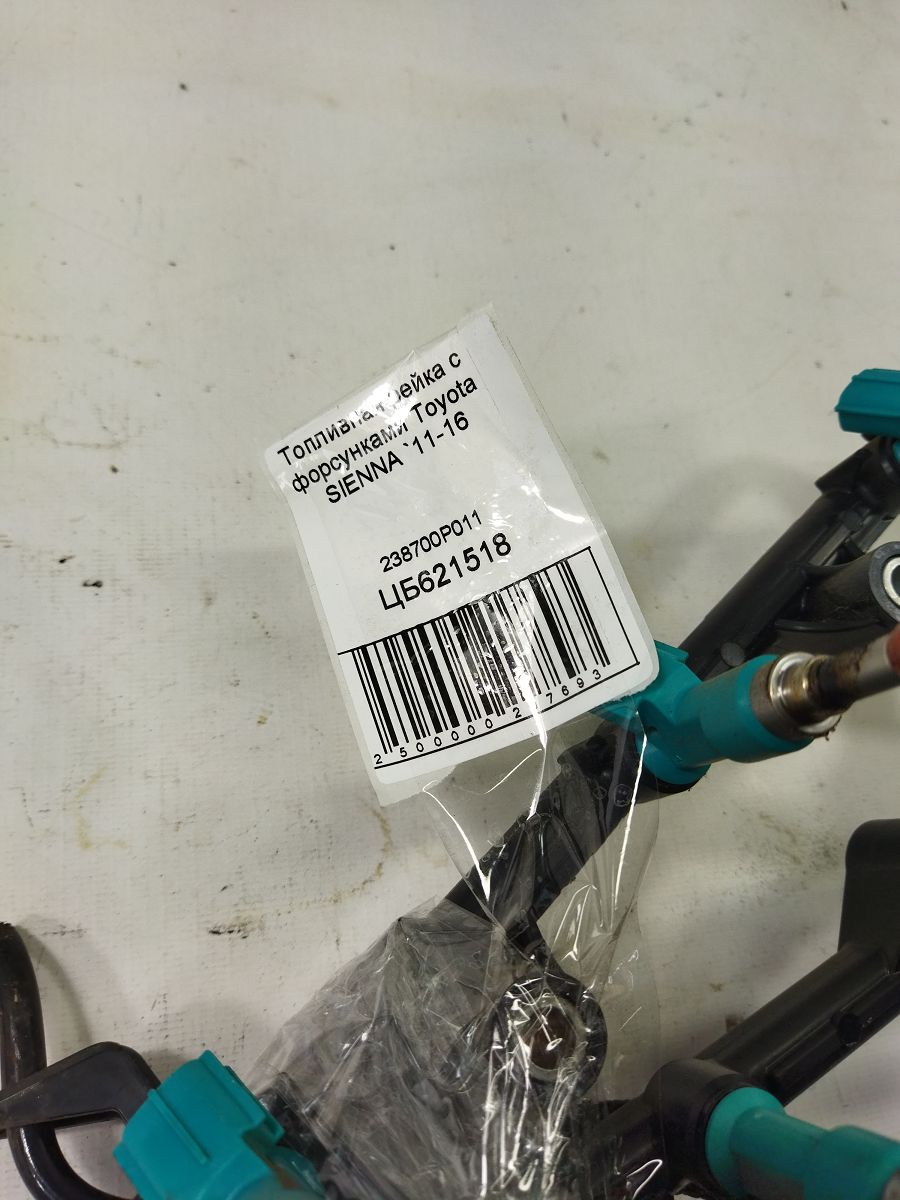 Топливная рейка с
форсунками Toyota
SIENNA `11-16
238700P011
ЦБ621518